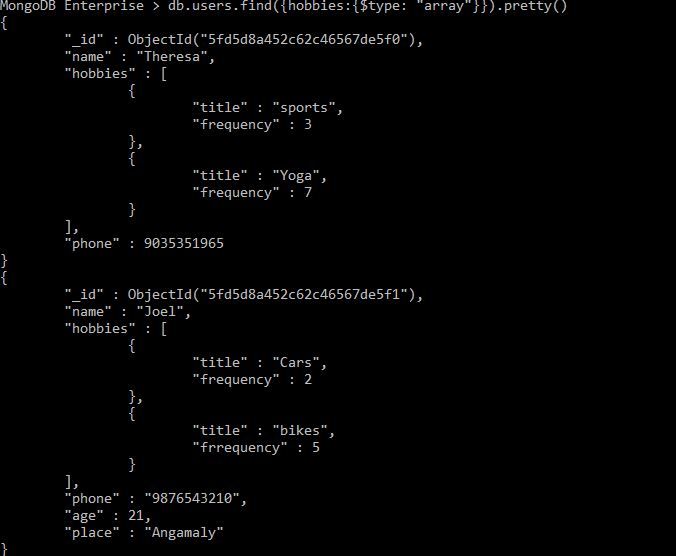 MongoDB Enterprise > db.users.find({hobbies:{$type: "array"}}).pretty()
{
"_id" : ObjectId("5fd5d8a452c62c46567de5f0"),
"name" : "Theresa",
"hobbies" : [
{
"title" : "sports",
"frequency" : 3
},
{
"title" : "Yoga",
"frequency" : 7
}
],
"phone" : 9035351965
}
{
"_id" : ObjectId("5fd5d8a452c62c46567de5f1"),
"name" : "Joel",
"hobbies" : [
{
"title" : "Cars",
"frequency" : 2
},
{
"title" : "bikes",
"frrequency" : 5
}
],
"phone" : "9876543210",
"age" : 21,
"place" : "Angamaly"
}